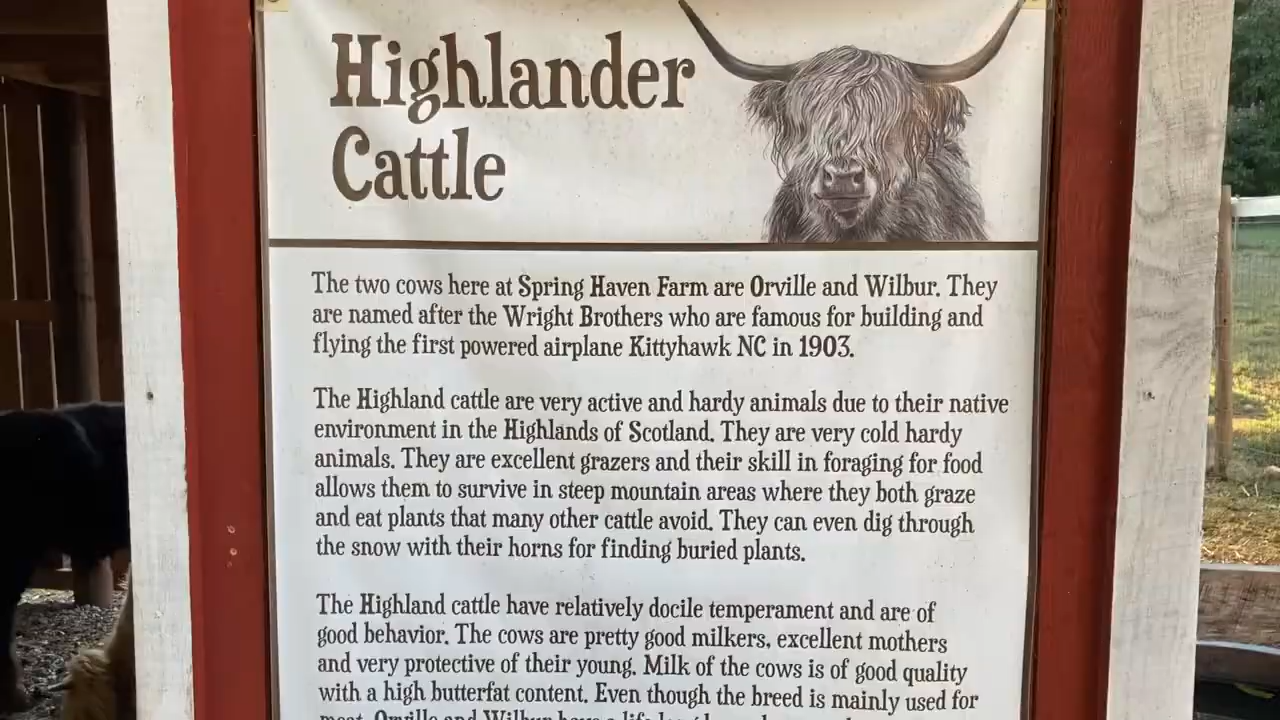 Highlander
Cattle
The two cows here at Spring Haven Farm are Orville and Wilbur. They
are named after the Wright Brothers who are famous for building and
flying the first powered airplane Kittyhawk NC in 1903.
The Highland cattle are very active and hardy animals due to their native
environment in the Highlands of Scotland. They are very cold hardy
animals. They are excellent grazers and their skill in foraging for food
allows them to survive in steep mountain areas where they both graze
and eat plants that many other cattle avoid. They can even dig through
the snow with their horns for finding buried plants.
The Highland cattle have relatively docile temperament and are of
good behavior. The cows are pretty good milkers, excellent mothers
and very protective of their young. Milk of the cows is of good quality
with a high butterfat content. Even though the breed is mainly used for
meat, Orville and Wilbur have a